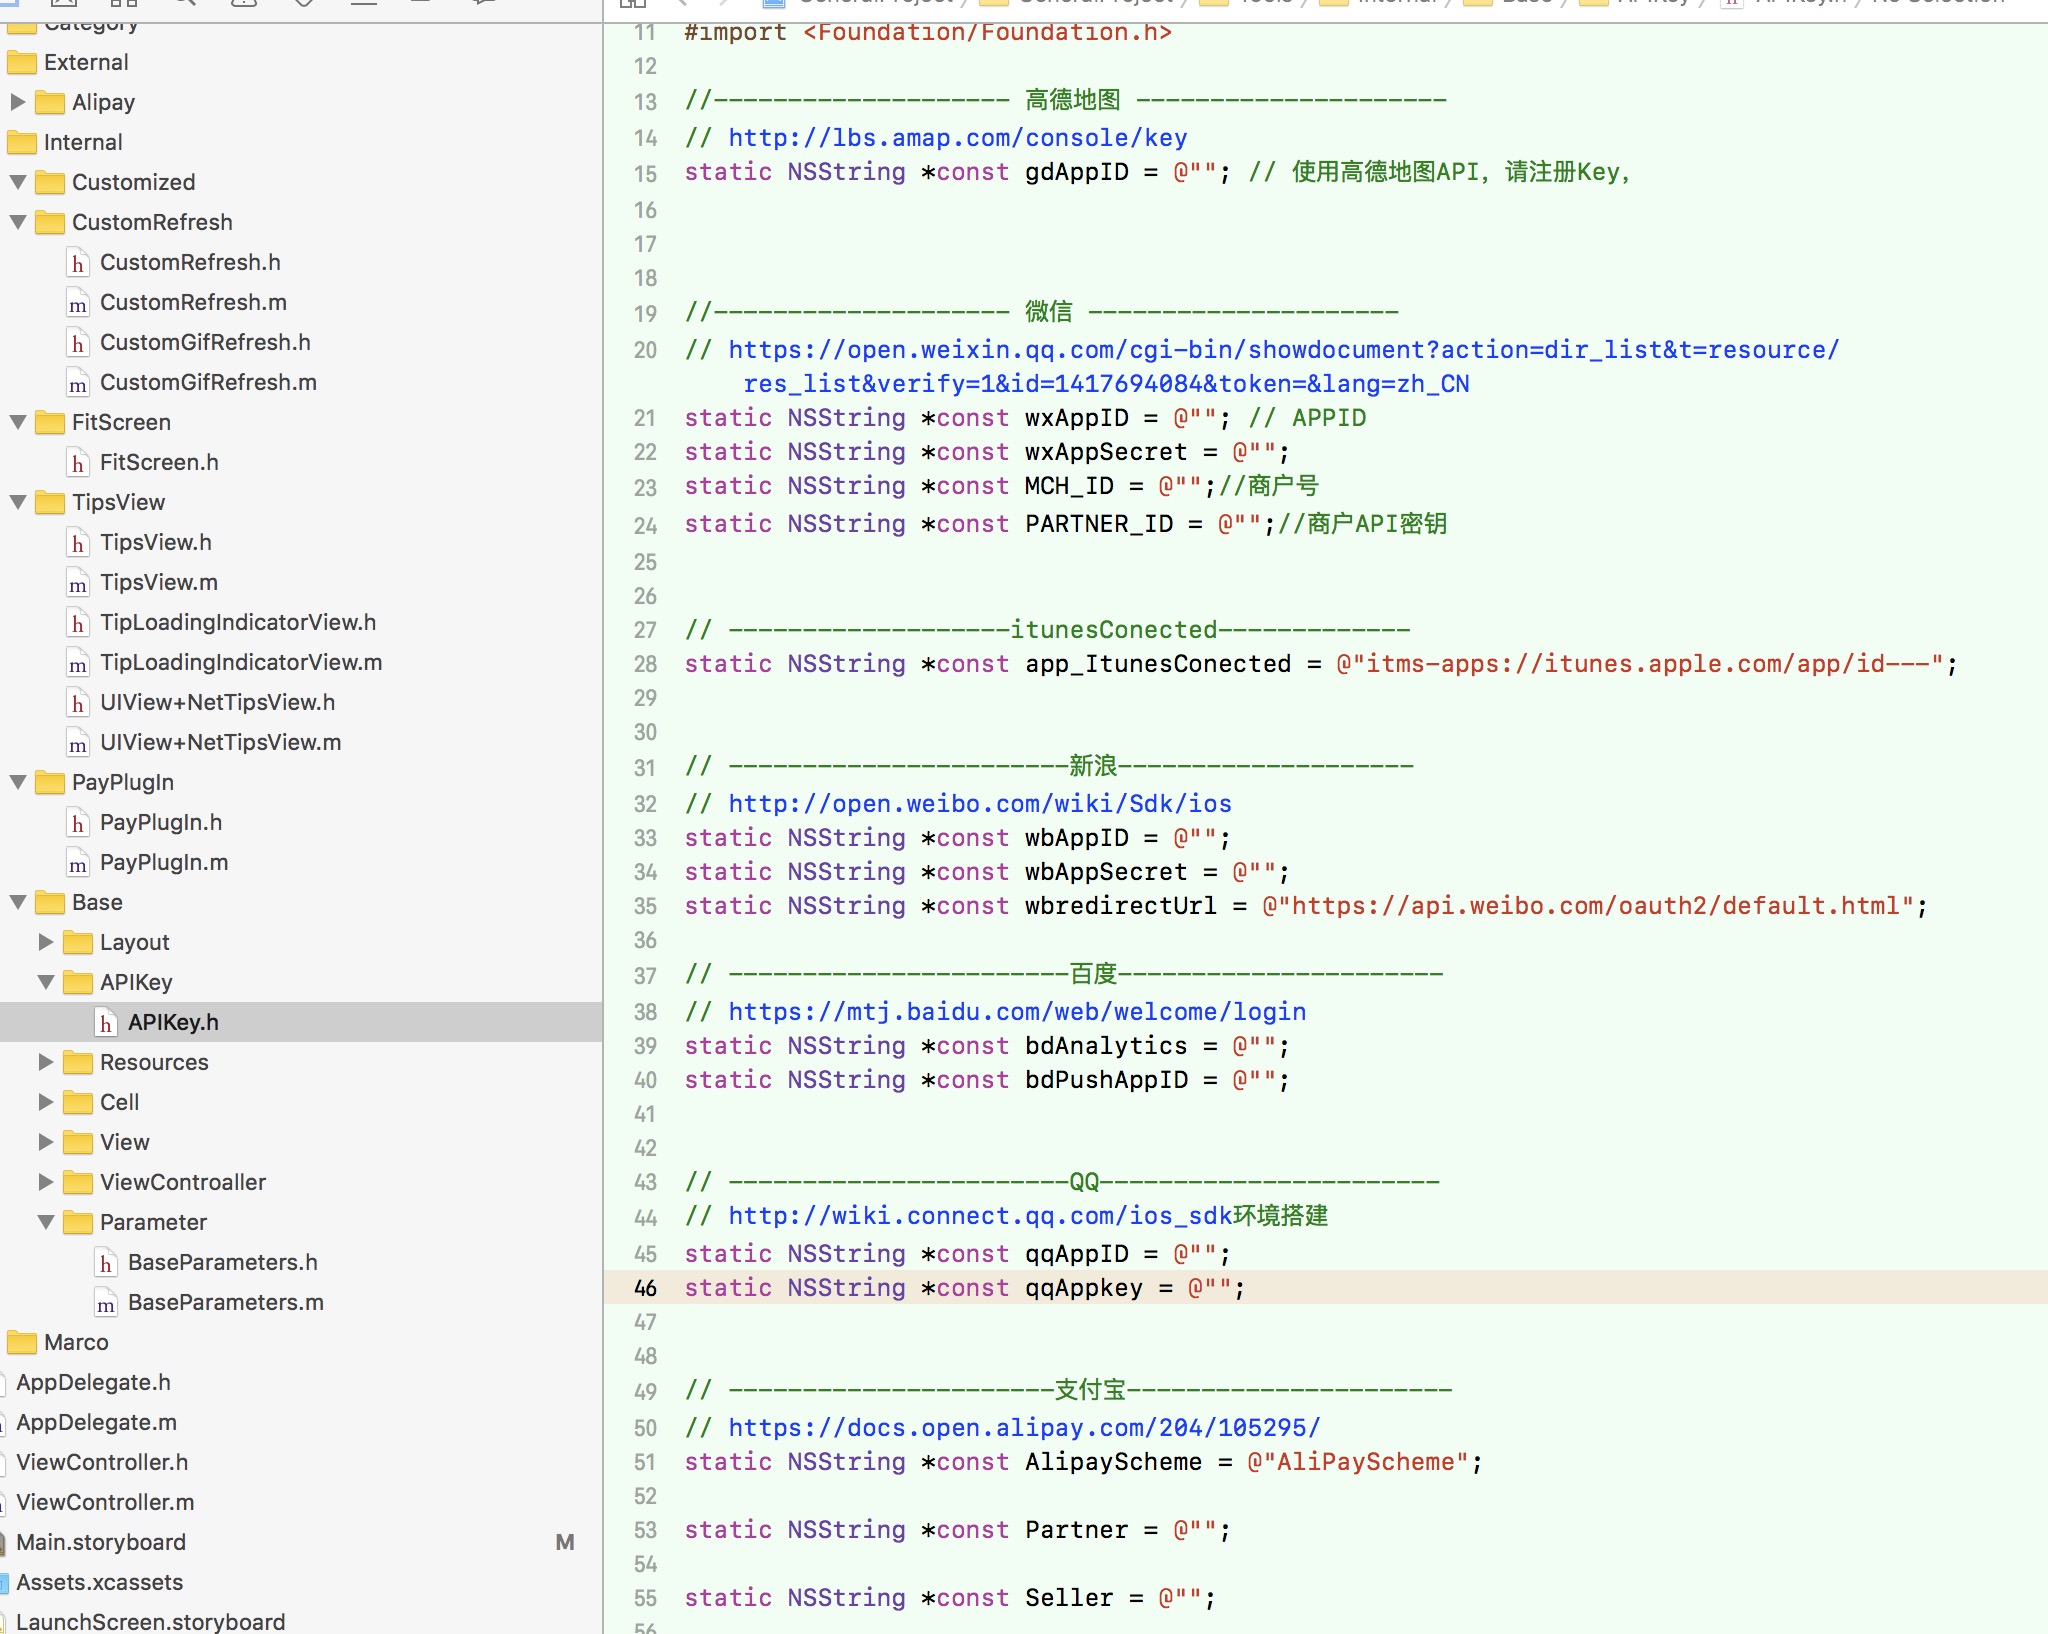 Category
External
Alipay
Internal
Customized
CustomRefresh
CustomRefresh.h
CustomRefresh.m
CustomGifRefresh.h
CustomGifRefresh.m
FitScreen
FitScreen.h
TipsView
TipsView.h
TipsView.m
TipLoadingIndicatorView.h
TipLoadingIndicatorView.m
UIView+NetTipsView.h
UIView+NetTipsView.m
PayPlugIn
PayPlugIn.h
PayPlugIn.m
Base
Layout
APIKey
APIKey.h
Resources
Cell
View
ViewControaller
Parameter
BaseParameters.h
BaseParameters.m
Marco
AppDelegate.h
AppDelegate.m
ViewController.h
ViewController.m
Main.storyboard M
Assets.xcassets
LaunchScreen.storyboard
11 #import <Foundation/Foundation.h>
12
13 //-------------------- 高德地图 ---------------------
14 // http://lbs.amap.com/console/key
15 static NSString *const gdAppID = @""; // 使用高德地图API，请注册Key,
16
17
18
19 //-------------------- 微信 ---------------------
20 // https://open.weixin.qq.com/cgi-bin/showdocument?action=dir_list&t=resource/
res_list&verify=1&id=1417694084&token=&lang=zh_CN
21 static NSString *const wxAppID = @""; // APPID
22 static NSString *const wxAppSecret = @"";
23 static NSString *const MCH_ID = @"";//商户号
24 static NSString *const PARTNER_ID = @"";//商户API密钥
25
26
27 // -------------------itunesConected-------------
28 static NSString *const app_ItunesConected = @"itms-apps://itunes.apple.com/app/id---";
29
30
31 // -----------------------新浪--------------------
32 // http://open.weibo.com/wiki/Sdk/ios
33 static NSString *const wbAppID = @"";
34 static NSString *const wbAppSecret = @"";
35 static NSString *const wbredirectUrl = @"https://api.weibo.com/oauth2/default.html";
36
37 // -----------------------百度----------------------
38 // https://mtj.baidu.com/web/welcome/login
39 static NSString *const bdAnalytics = @"";
40 static NSString *const bdPushAppID = @"";
41
42
43 // -----------------------QQ-----------------------
44 // http://wiki.connect.qq.com/ios_sdk环境搭建
45 static NSString *const qqAppID = @"";
46 static NSString *const qqAppkey = @"";
47
48
49 // ----------------------支付宝----------------------
50 // https://docs.open.alipay.com/204/105295/
51 static NSString *const AlipayScheme = @"AliPayScheme";
52
53 static NSString *const Partner = @"";
54
55 static NSString *const Seller = @"";
56